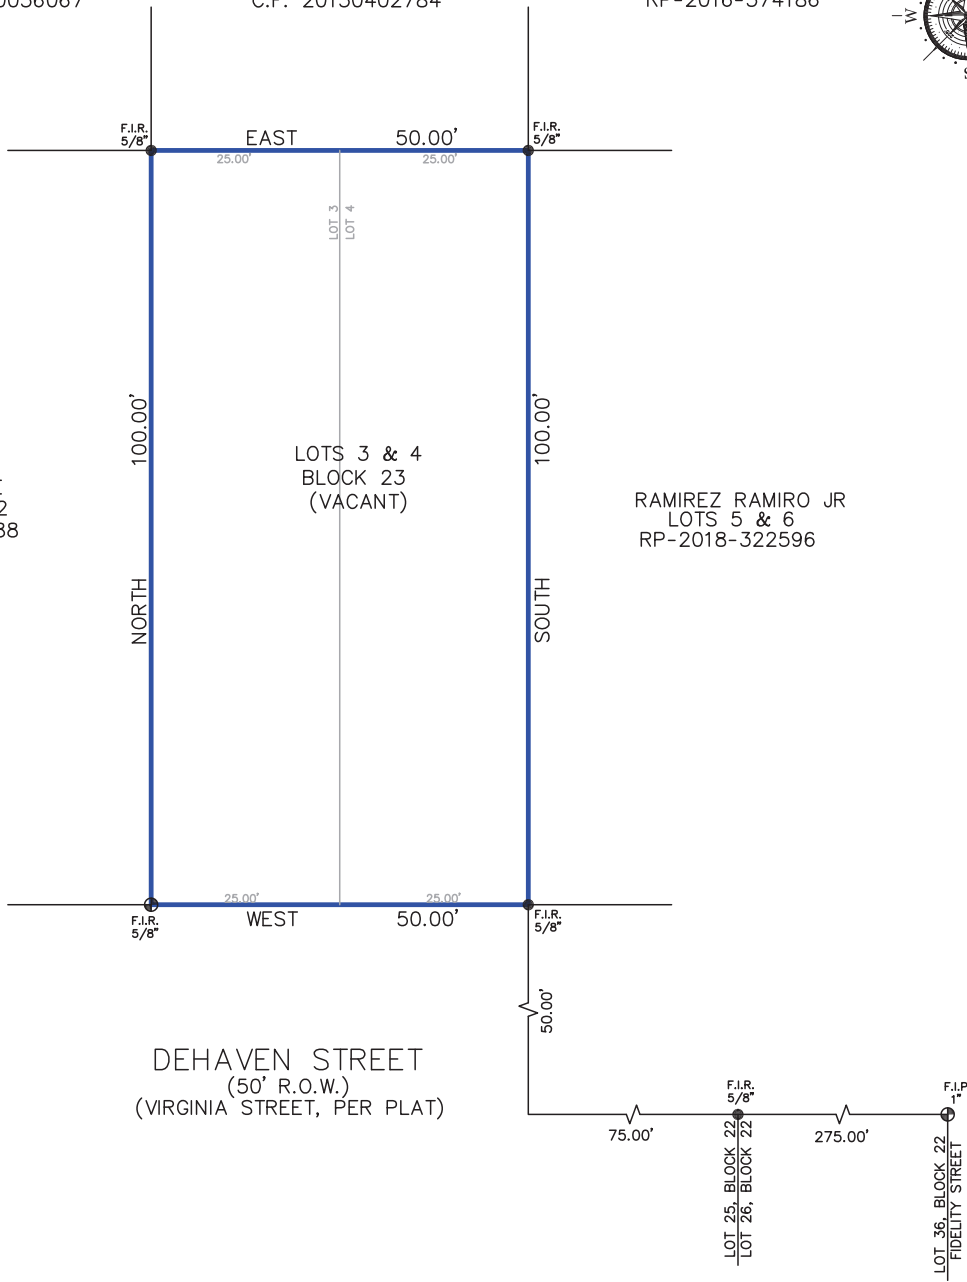 C.F. 20150402784
RP-2016-574186
W
F.I.R.
5/8"
EAST 50.00'
F.I.R.
5/8"
25.00' 25.00'
LOT 3
LOT 4
100.00'
NORTH
100.00'
SOUTH
LOTS 3 & 4
BLOCK 23
(VACANT)
RAMIREZ RAMIRO JR
LOTS 5 & 6
RP-2018-322596
25.00' 25.00'
WEST 50.00'
F.I.R.
5/8"
F.I.R.
5/8"
50.00'
DEHAVEN STREET
(50' R.O.W.)
(VIRGINIA STREET, PER PLAT)
F.I.R.
5/8"
F.I.P
1"
75.00'
275.00'
LOT 25, BLOCK 22
LOT 26, BLOCK 22
LOT 36, BLOCK 22
FIDELITY STREET